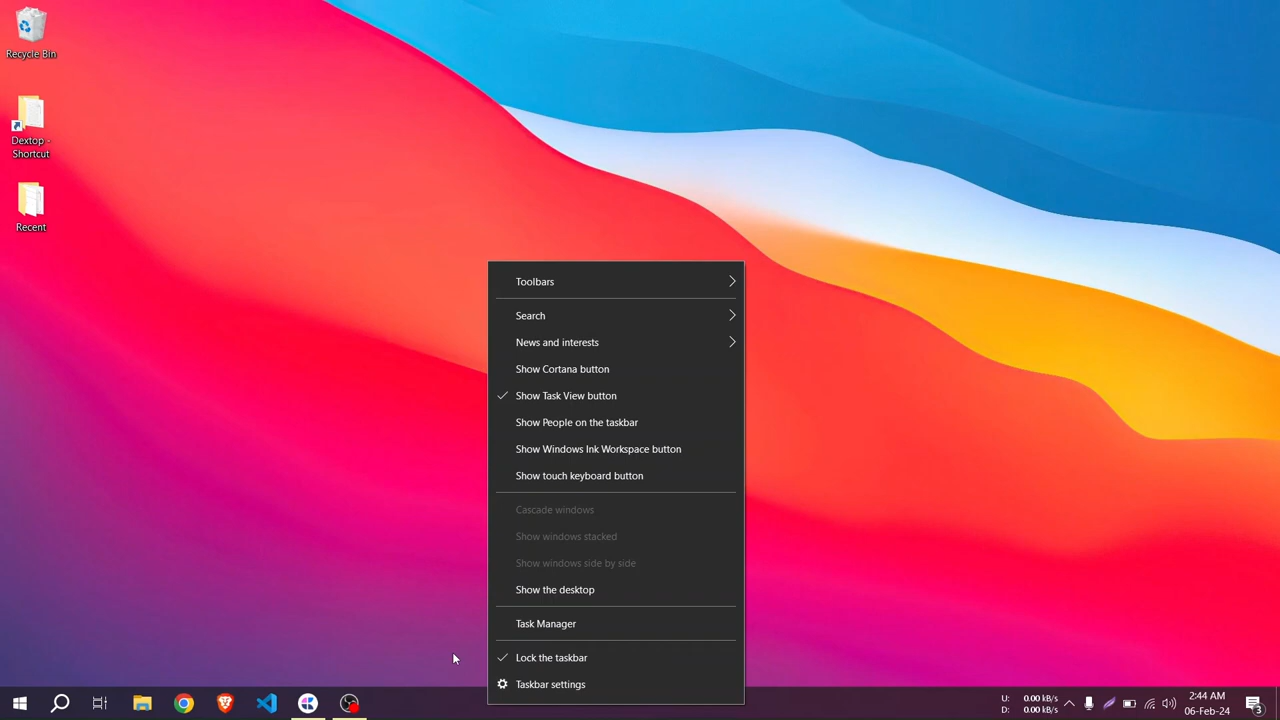 Recycle Bin
Dextop -
Shortcut
Recent
Toolbars
Search
News and interests
Show Cortana button
Show Task View button
Show People on the taskbar
Show Windows Ink Workspace button
Show touch keyboard button
Cascade windows
Show windows stacked
Show windows side by side
Show the desktop
Task Manager
Lock the taskbar
Taskbar settings
U: 0.00 kB/s
D: 0.00 kB/s
2:44 AM
06-Feb-24
3